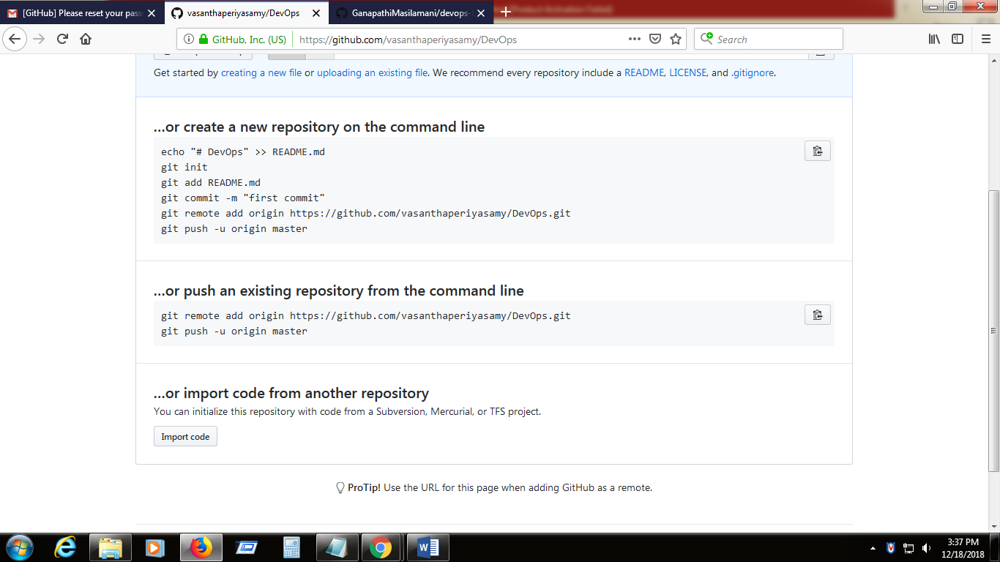 [Product Activation Failed]
[GitHub] Please reset your pass
vasanthaperiyasamy/DevOps
GanapathiMasilamani/devops-
GitHub, Inc. (US)
https://github.com/vasanthaperiyasamy/DevOps
Search
Get started by creating a new file or uploading an existing file. We recommend every repository include a README, LICENSE, and .gitignore.
…or create a new repository on the command line
echo "# DevOps" >> README.md
git init
git add README.md
git commit -m "first commit"
git remote add origin https://github.com/vasanthaperiyasamy/DevOps.git
git push -u origin master
…or push an existing repository from the command line
git remote add origin https://github.com/vasanthaperiyasamy/DevOps.git
git push -u origin master
…or import code from another repository
You can initialize this repository with code from a Subversion, Mercurial, or TFS project.
Import code
ProTip! Use the URL for this page when adding GitHub as a remote.
3:37 PM
12/18/2018